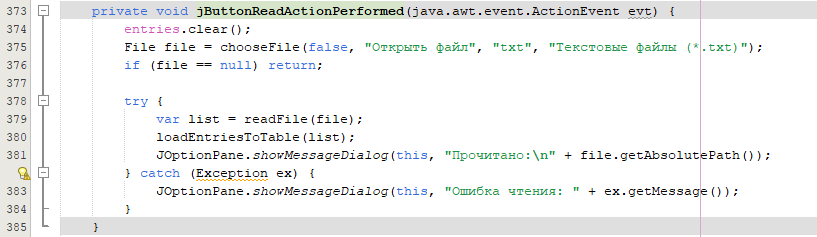 373 private void jButtonReadActionPerformed(java.awt.event.ActionEvent evt) {
374 entries.clear();
375 File file = chooseFile(false, "Открыть файл", "txt", "Текстовые файлы (*.txt)");
376 if (file == null) return;
377
378 try {
379 var list = readFile(file);
380 loadEntriesToTable(list);
381 JOptionPane.showMessageDialog(this, "Прочитано:\n" + file.getAbsolutePath());
} catch (Exception ex) {
383 JOptionPane.showMessageDialog(this, "Ошибка чтения: " + ex.getMessage());
384 }
385 }